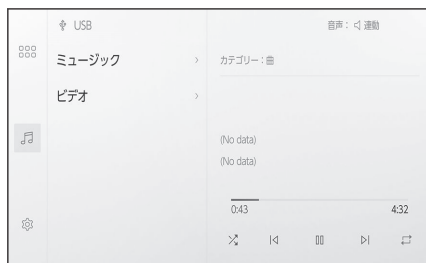 USB
音声: 連動
ミュージック
カテゴリー:曲
ビデオ
(No data)
(No data)
0:43
4:32